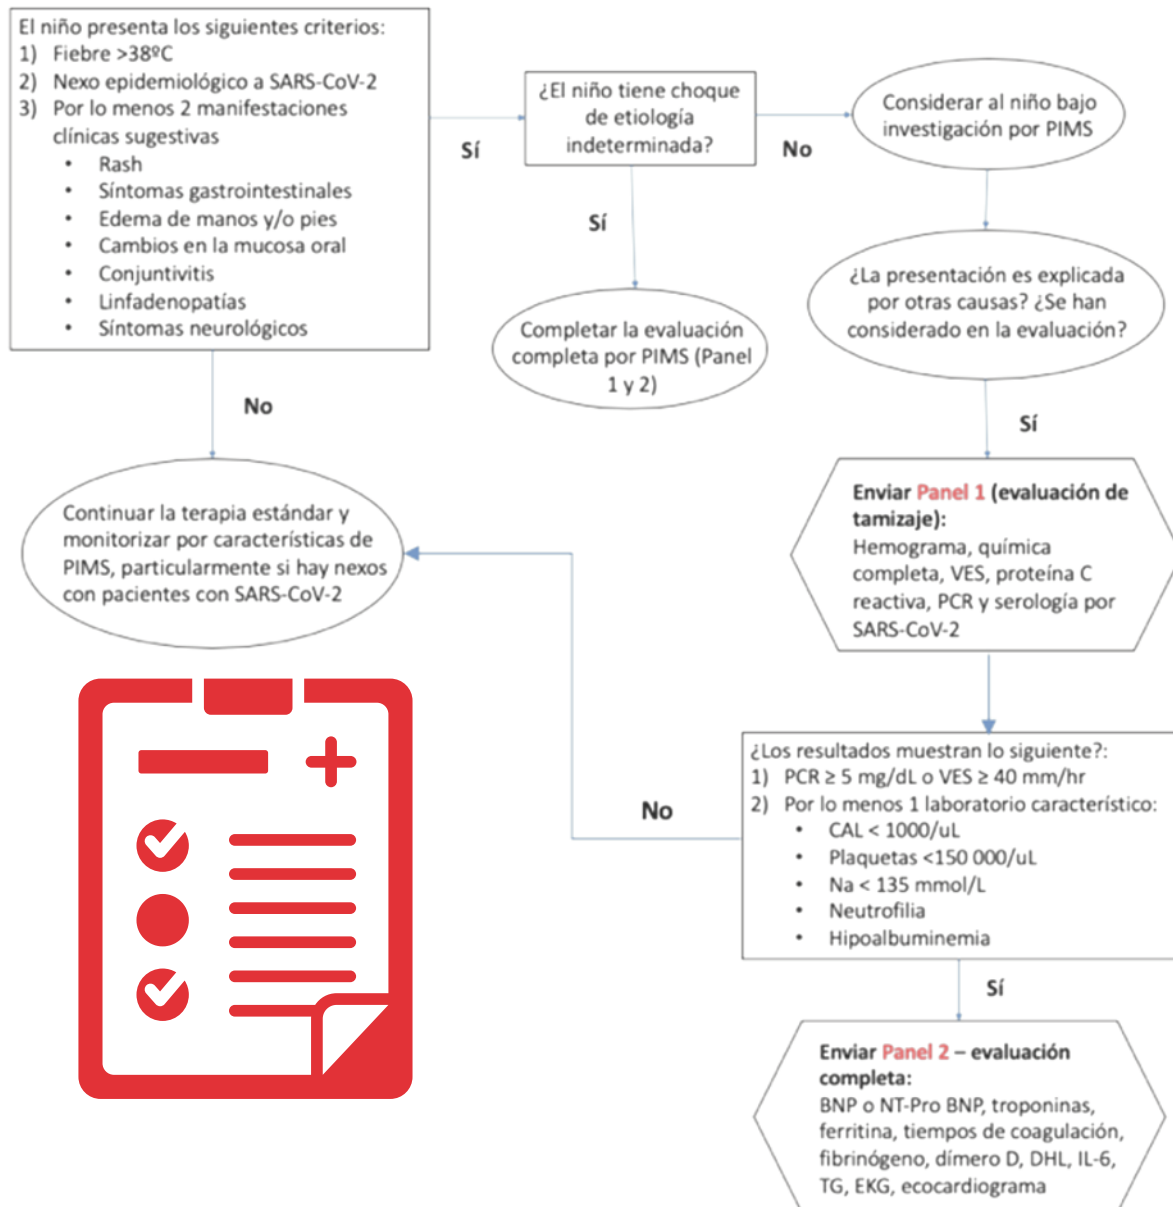 El niño presenta los siguientes criterios:
1) Fiebre >38ºC
2) Nexo epidemiológico a SARS-CoV-2
3) Por lo menos 2 manifestaciones
clínicas sugestivas
• Rash
• Síntomas gastrointestinales
• Edema de manos y/o pies
• Cambios en la mucosa oral
• Conjuntivitis
• Linfadenopatías
• Síntomas neurológicos
Sí
¿El niño tiene choque
de etiología
indeterminada?
No
Considerar al niño bajo
investigación por PIMS
Sí
Completar la evaluación
completa por PIMS (Panel
1 y 2)
¿La presentación es explicada
por otras causas? ¿Se han
considerado en la evaluación?
Sí
No
Continuar la terapia estándar y
monitorizar por características de
PIMS, particularmente si hay nexos
con pacientes con SARS-CoV-2
Enviar Panel 1 (evaluación de
tamizaje):
Hemograma, química
completa, VES, proteína C
reactiva, PCR y serología por
SARS-CoV-2
¿Los resultados muestran lo siguiente?:
1) PCR ≥ 5 mg/dL o VES ≥ 40 mm/hr
2) Por lo menos 1 laboratorio característico:
• CAL < 1000/uL
• Plaquetas <150 000/uL
• Na < 135 mmol/L
• Neutrofilia
• Hipoalbuminemia
No
Sí
Enviar Panel 2 – evaluación
completa:
BNP o NT-Pro BNP, troponinas,
ferritina, tiempos de coagulación,
fibrinógeno, dímero D, DHL, IL-6,
TG, EKG, ecocardiograma